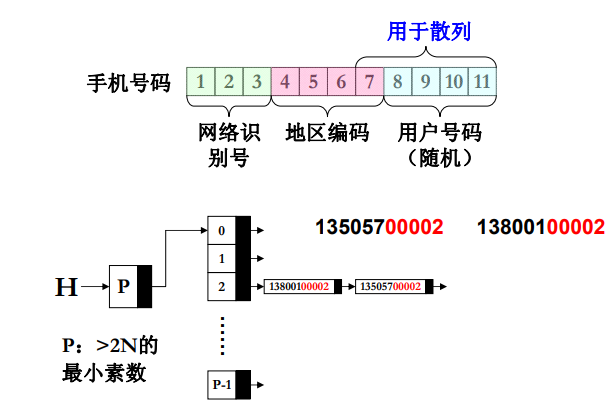 用于散列
手机号码 1 2 3 4 5 6 7 8 9 10 11
网络识别号 地区编码 用户号码（随机）
13505700002 13800100002
0
1
H P 2 13800100002 13505700002
P：>2N的
最小素数
P-1